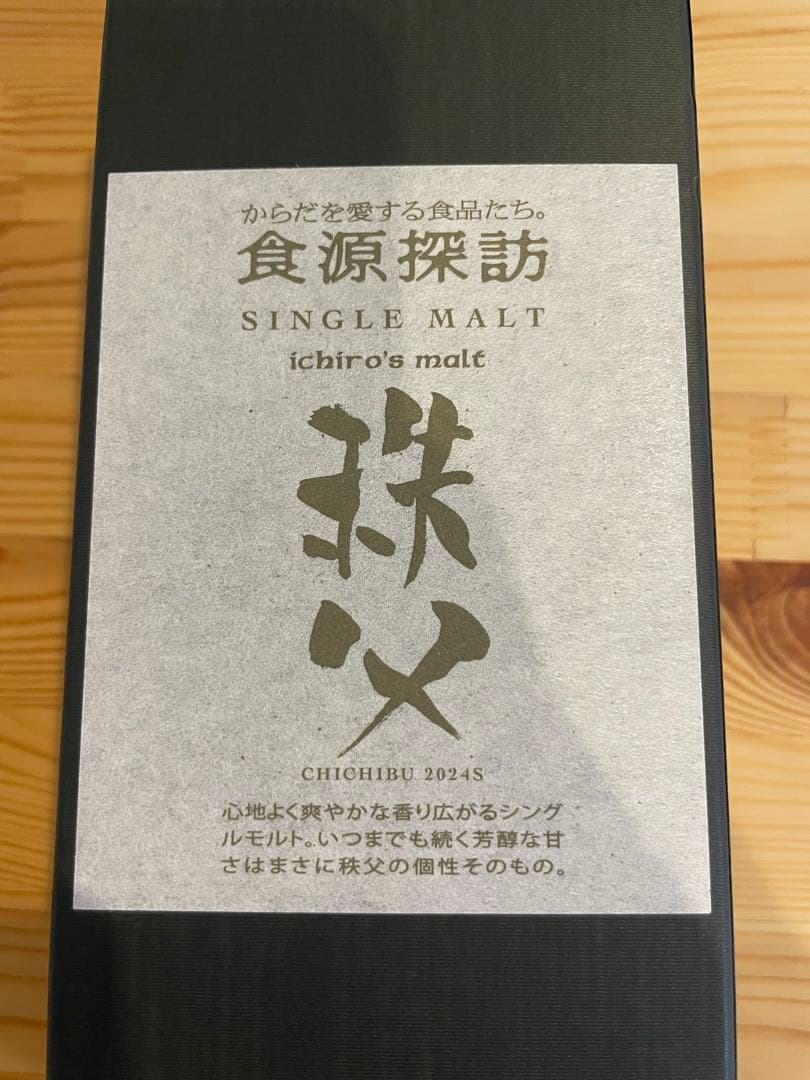 からだを愛する食品たち。
食源探訪
SINGLE MALT
ichiro's malt
秩父
CHICHIBU 2024S
心地よく爽やかな香り広がるシング
ルモルト。いつまでも続く芳醇な甘
さはまさに秩父の個性そのもの。